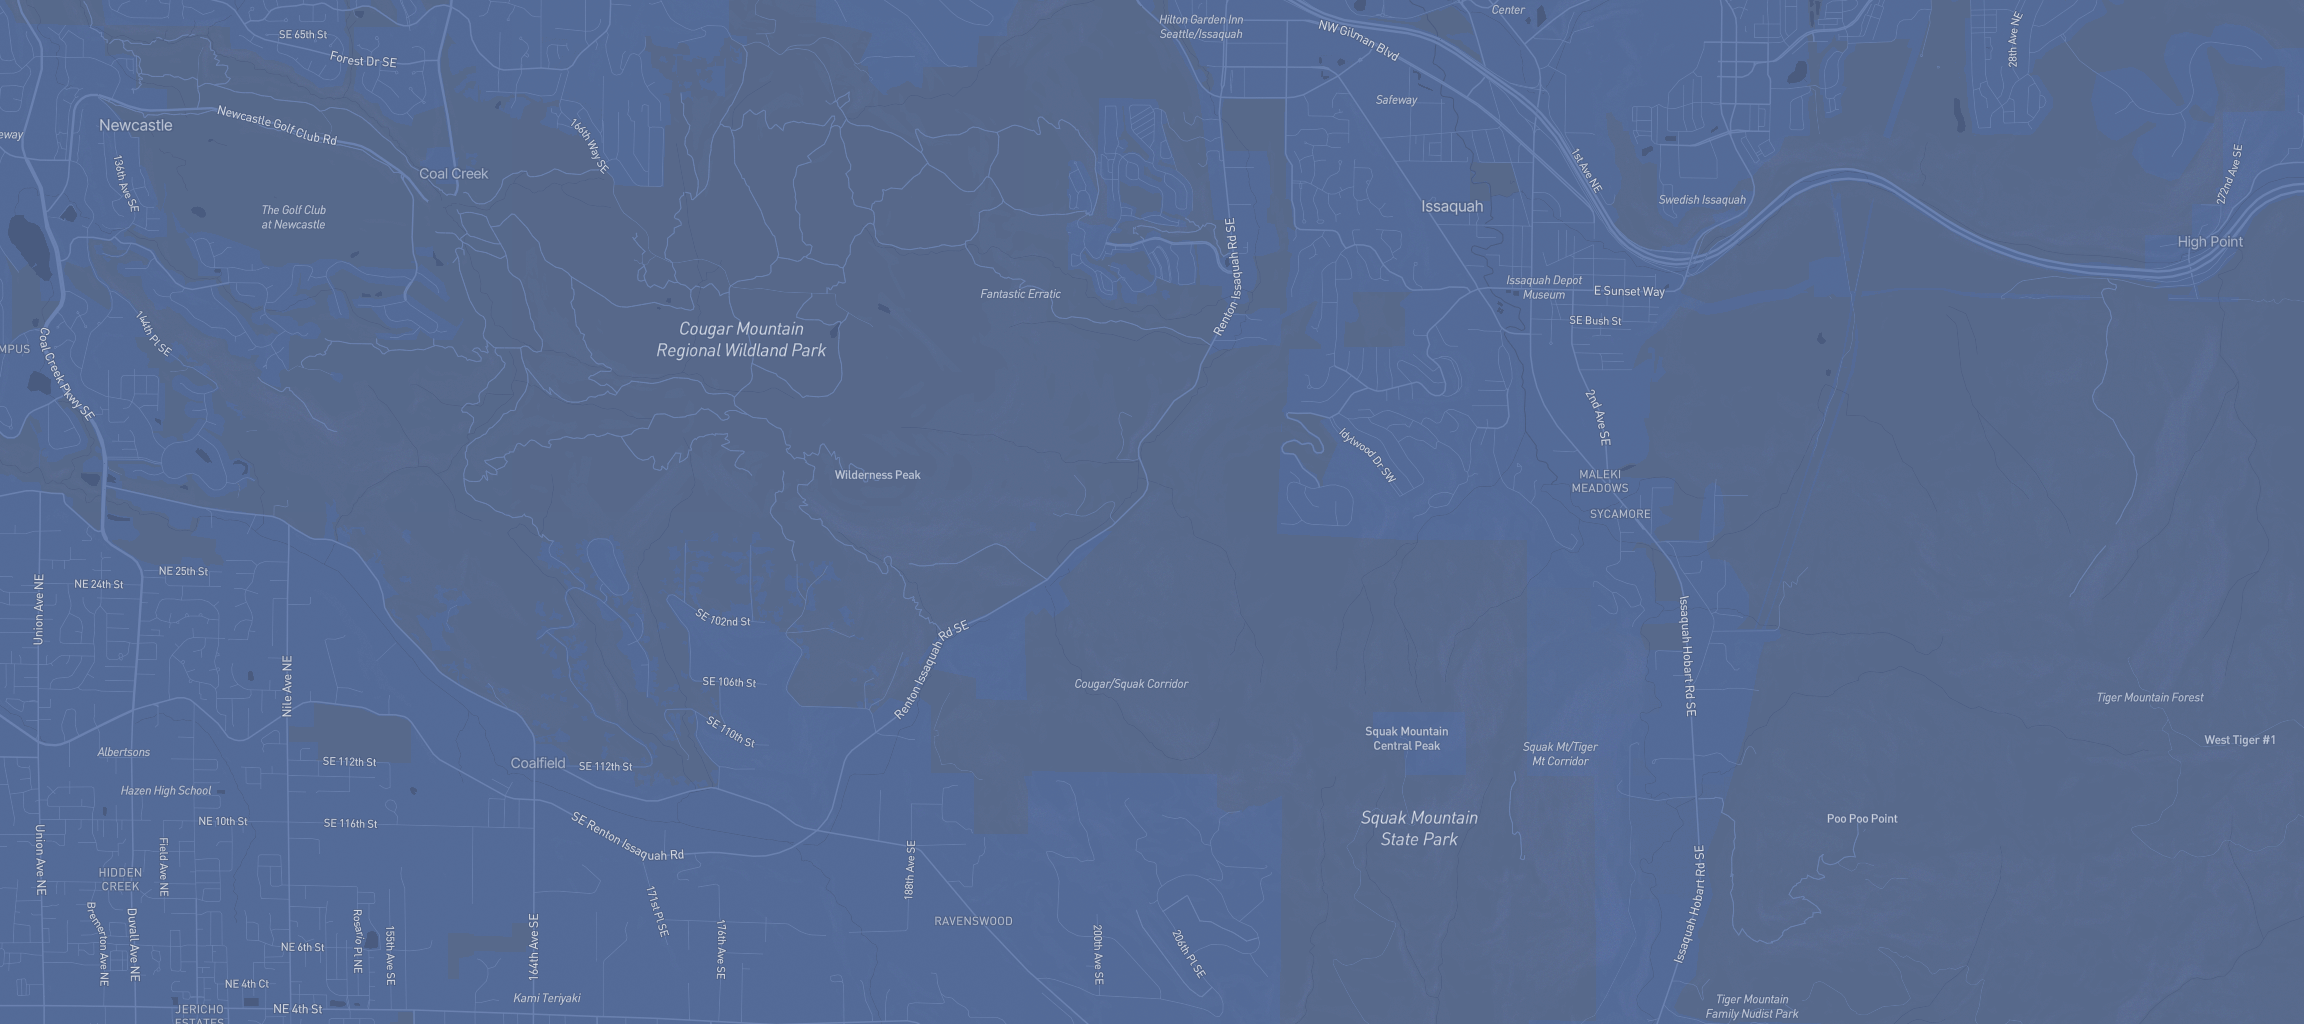 Hilton Garden Inn
Seattle/Issaquah
Center
NW Gilman Blvd
28th Ave NE
SE 65th St
Forest Dr SE
Safeway
Newcastle
Newcastle Golf Club Rd
eway
166th Way SE
Coal Creek
136th Ave SE
1st Ave NE
272nd Ave SE
The Golf Club
at Newcastle
Issaquah
Swedish Issaquah
High Point
Renton Issaquah Rd SE
Fantastic Erratic
Issaquah Depot
Museum
E Sunset Way
SE Bush St
144th Pl SE
Cougar Mountain
Regional Wildland Park
MPUS
Coal Creek Pkwy SE
2nd Ave SE
Idylwood Dr SW
Wilderness Peak
MALEKI
MEADOWS
SYCAMORE
NE 25th St
NE 24th St
Union Ave NE
SE 102nd St
Renton Issaquah Rd SE
Issaquah Hobart Rd SE
Nile Ave NE
SE 106th St
Cougar/Squak Corridor
Tiger Mountain Forest
SE 110th St
Squak Mountain
Central Peak
Squak Mt/Tiger
Mt Corridor
West Tiger #1
Albertsons
SE 112th St
Coalfield
SE 112th St
Hazen High School
NE 10th St
SE 116th St
SE Renton Issaquah Rd
Squak Mountain
State Park
Poo Poo Point
Union Ave NE
Field Ave NE
HIDDEN
CREEK
188th Ave SE
Issaquah Hobart Rd SE
Bremerton Ave NE
Duvall Ave NE
Rosario Pl NE
155th Ave SE
164th Ave SE
171st Pl SE
176th Ave SE
RAVENSWOOD
200th Ave SE
206th Pl SE
NE 6th St
NE 4th Ct
Kami Teriyaki
JERICHO
ESTATES
NE 4th St
Tiger Mountain
Family Nudist Park